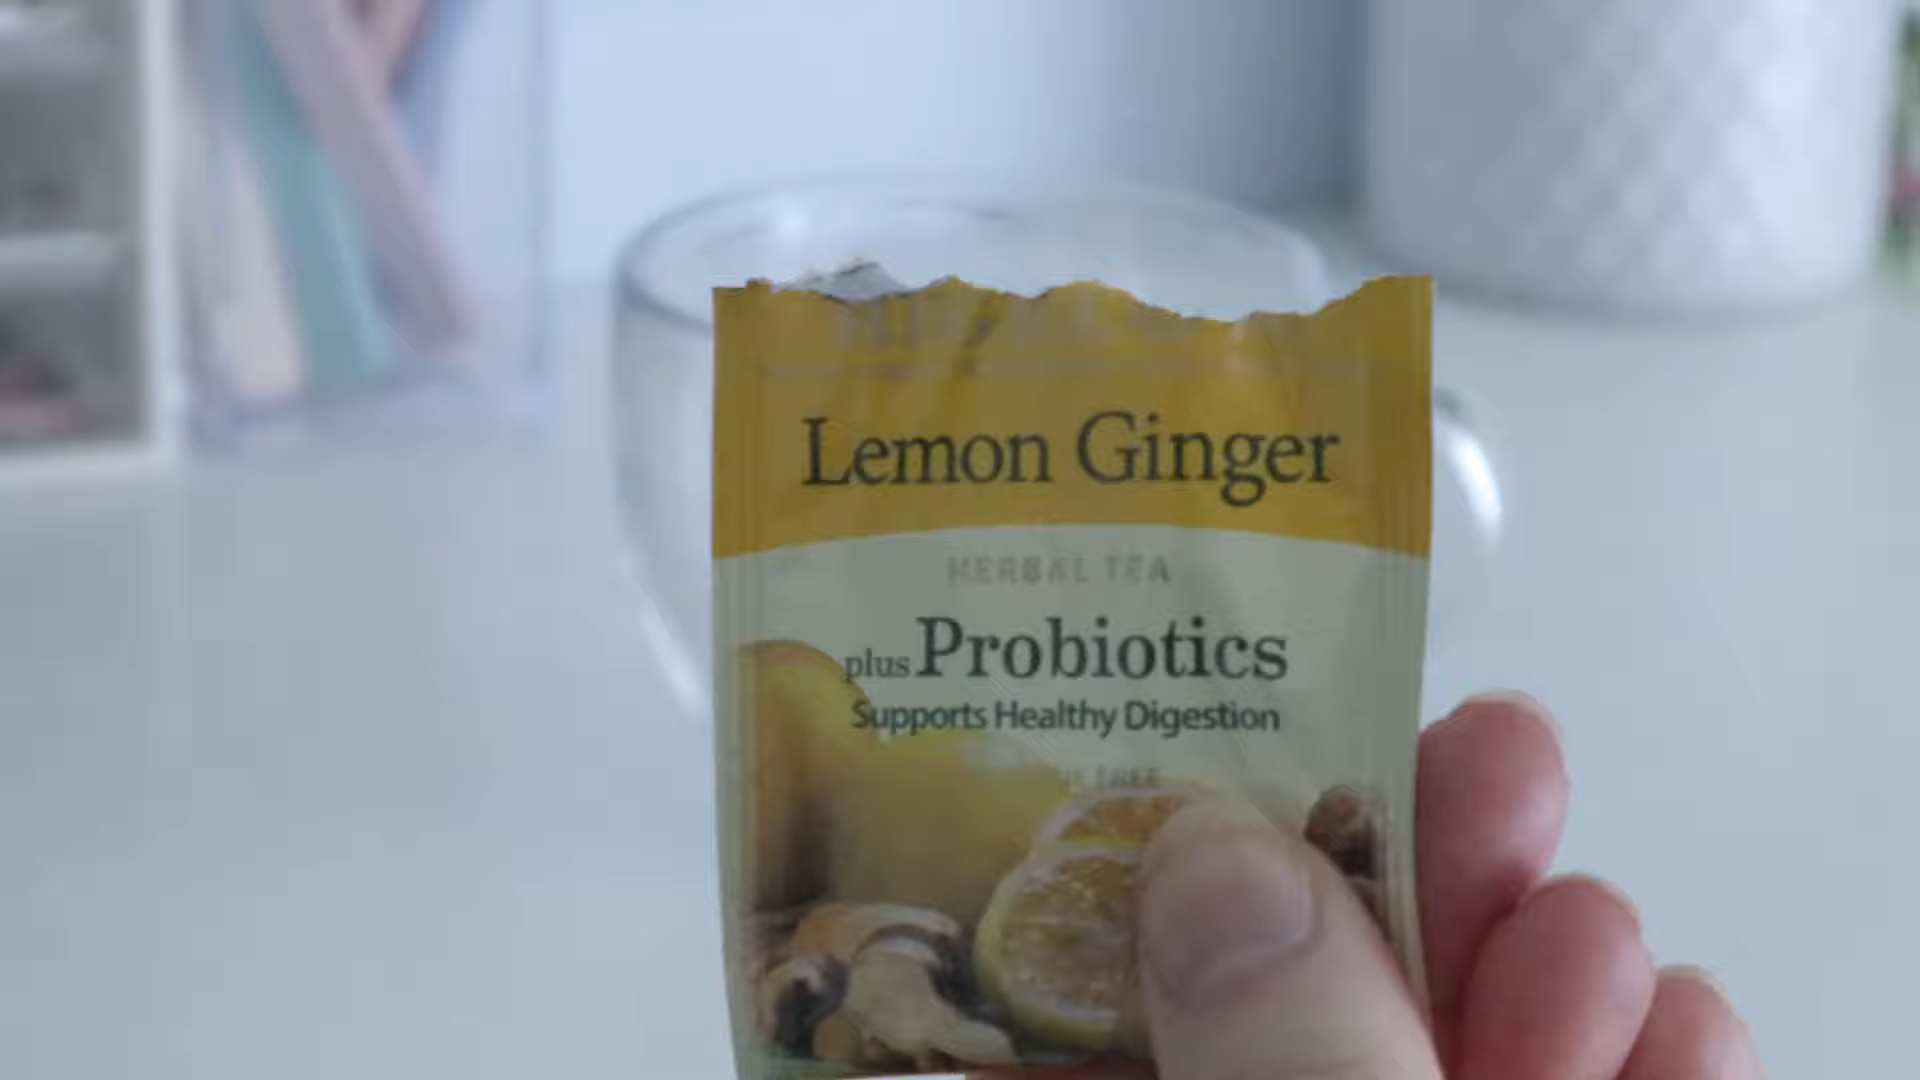 Lemon Ginger
HERBAL TEA
plus Probiotics
Supports Healthy Digestion